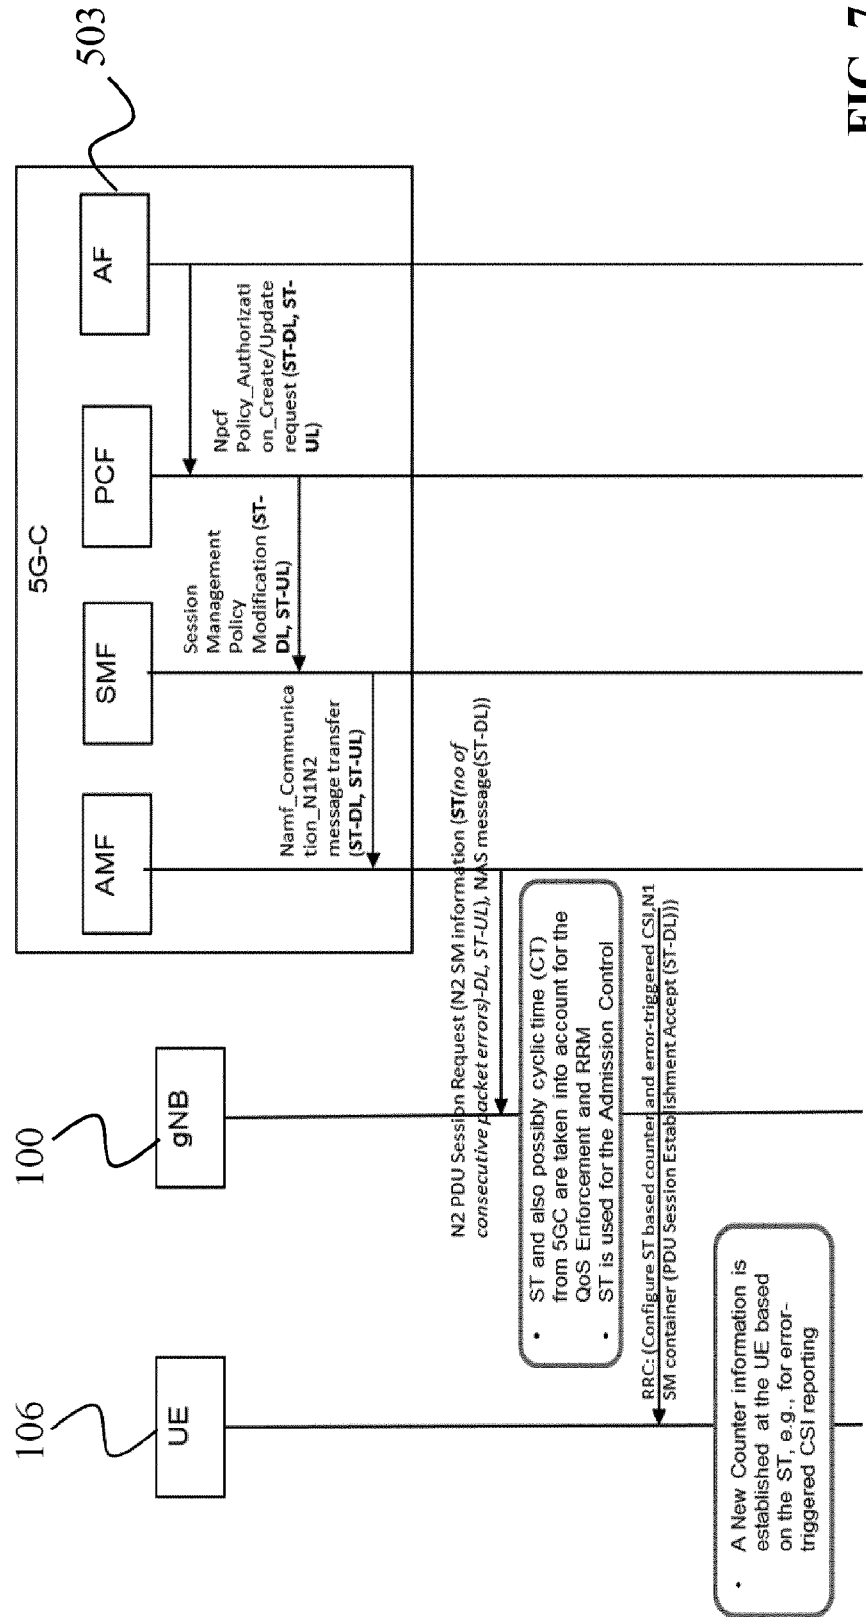 106
100
503
5G-C
UE
gNB
AMF
SMF
PCF
AF
Npcf
Policy_Authorizati
on_Create/Update
request (ST-DL, ST-
UL)
Session
Management
Policy
Modification (ST-
DL, ST-UL)
Namf_Communica
tion_N1N2
message transfer
(ST-DL, ST-UL)
N2 PDU Session Request (N2 SM information (ST(no of
consecutive packet errors)-DL, ST-UL), NAS message(ST-DL))
• ST and also possibly cyclic time (CT)
from 5GC are taken into account for the
QoS Enforcement and RRM
• ST is used for the Admission Control
RRC: (Configure ST based counter and error-triggered CSI,N1
SM container (PDU Session Establishment Accept (ST-DL)))
• A New Counter information is
established at the UE based
on the ST, e.g., for error-
triggered CSI reporting
FIG. 7